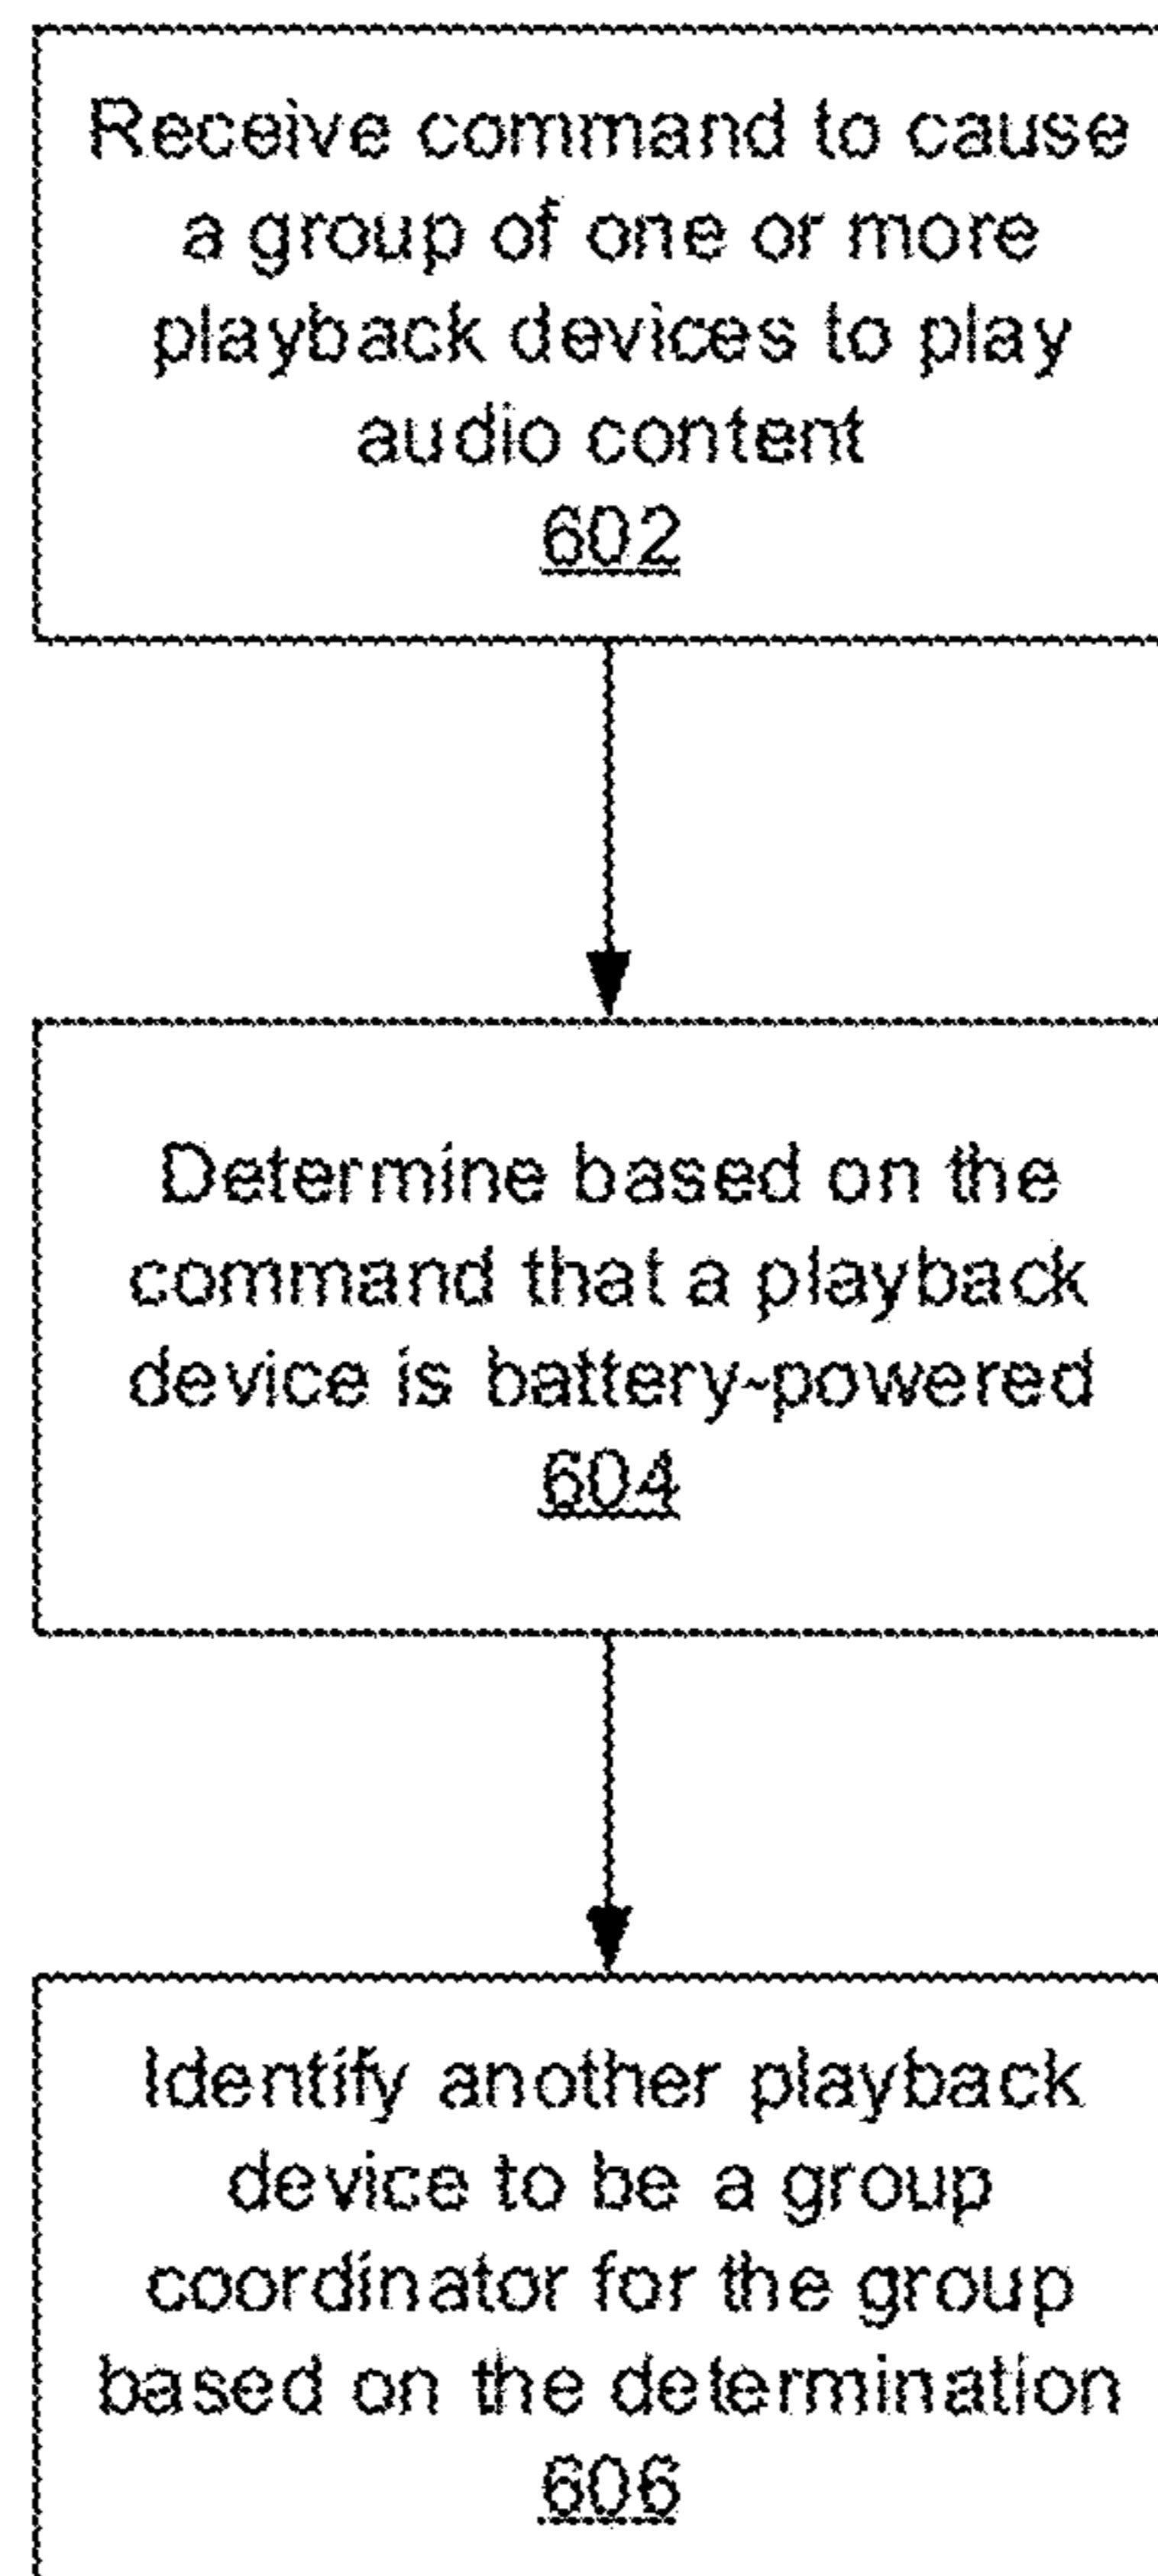 Receive command to cause
a group of one or more
playback devices to play
audio content
602
Determine based on the
command that a playback
device is battery-powered
604
Identify another playback
device to be a group
coordinator for the group
based on the determination
606